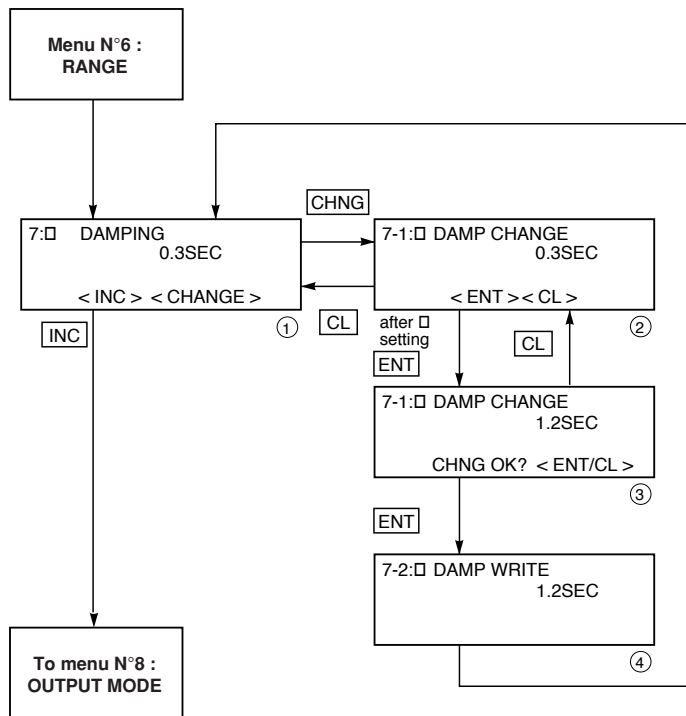 Menu N°6 :
RANGE
CHNG
7:□ DAMPING
0.3SEC
< INC > < CHANGE >
①
7-1:□ DAMP CHANGE
0.3SEC
< ENT >< CL >
②
INC
CL
after □
setting
CL
ENT
7-1:□ DAMP CHANGE
1.2SEC
CHNG OK? < ENT/CL >
③
ENT
7-2:□ DAMP WRITE
1.2SEC
④
To menu N°8 :
OUTPUT MODE